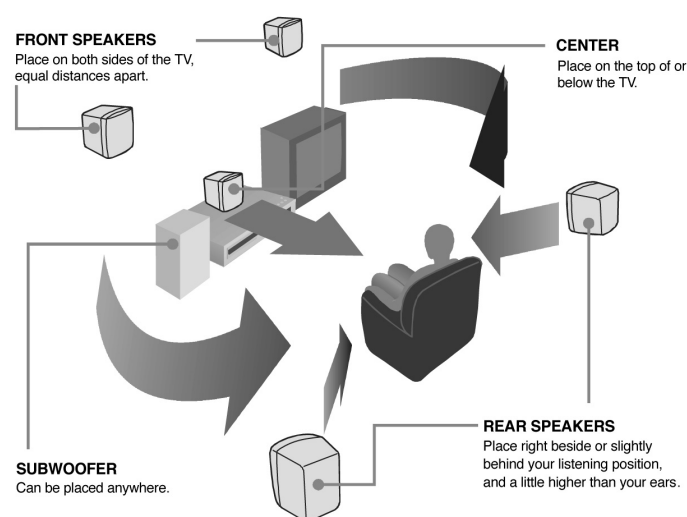 FRONT SPEAKERS
Place on both sides of the TV,
equal distances apart.
CENTER
Place on the top of or
below the TV.
SUBWOOFER
Can be placed anywhere.
REAR SPEAKERS
Place right beside or slightly
behind your listening position,
and a little higher than your ears.